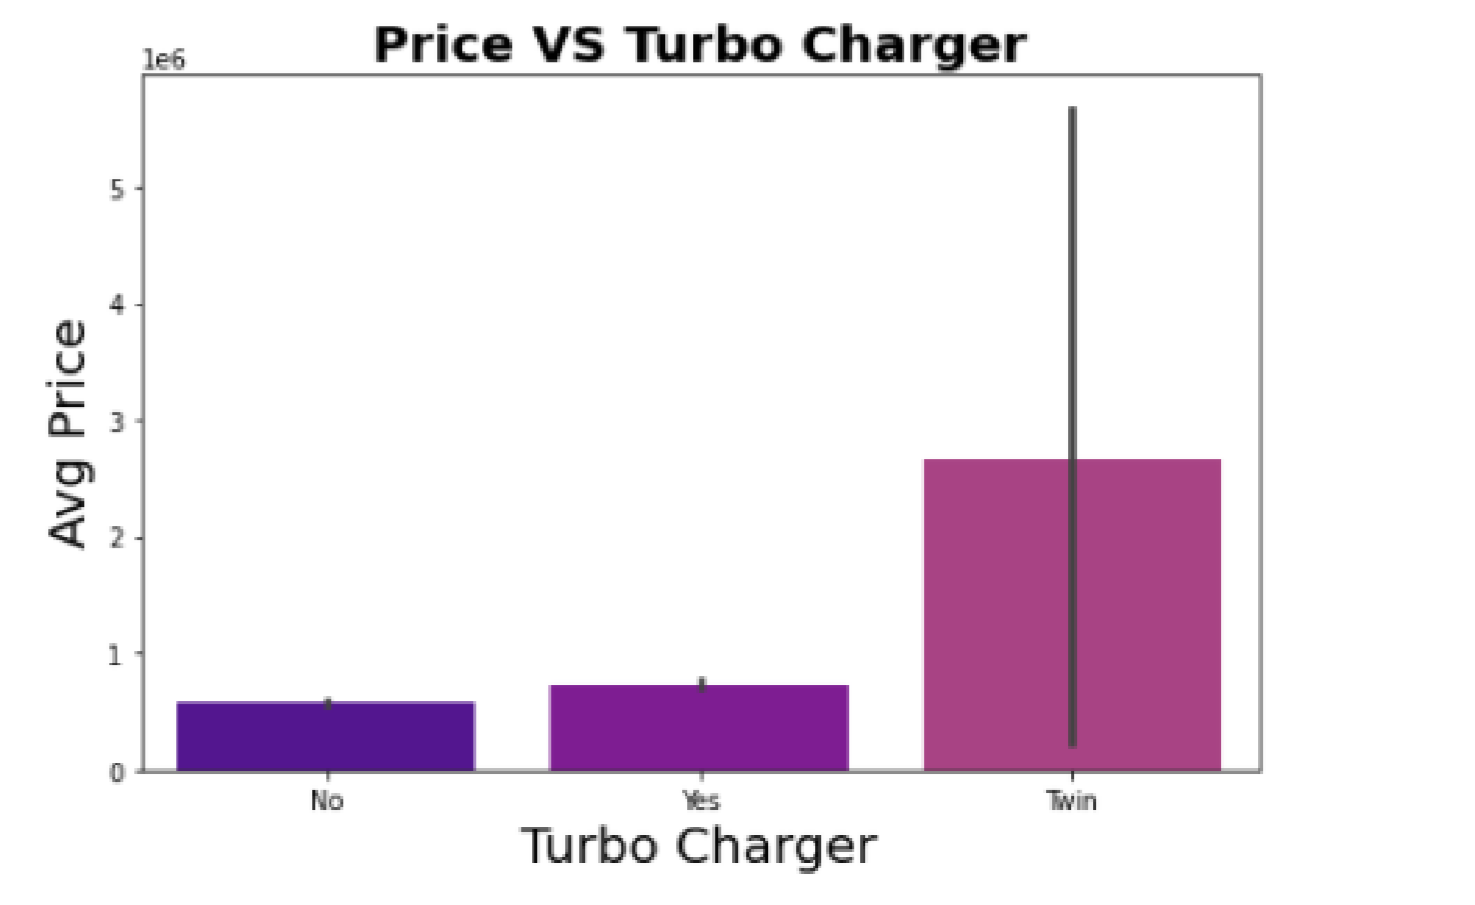 Price VS Turbo Charger
1e6
5
4
3
2
1
0
Avg Price
No Yes Twin
Turbo Charger